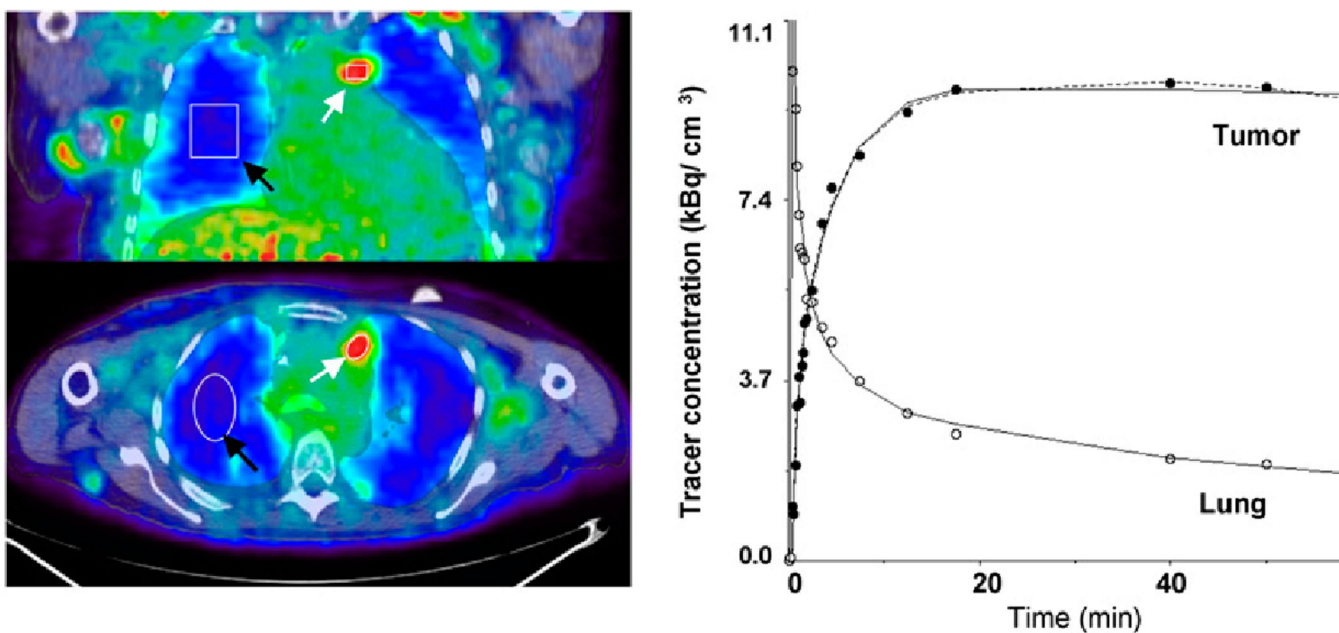 11.1
7.4
3.7
0.0
Tracer concentration (kBq/ cm ³)
Tumor
Lung
0
20
40
Time (min)